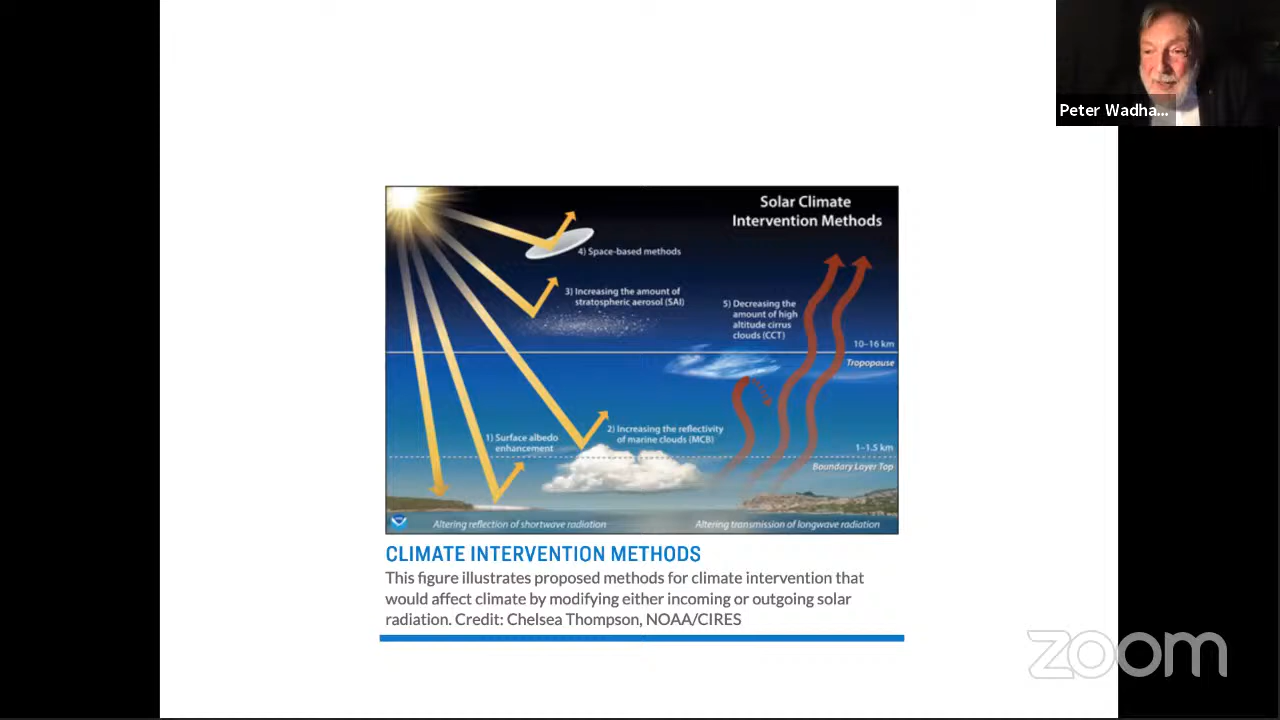 Peter Wadha...
Solar Climate
Intervention Methods
4) Space-based methods
3) Increasing the amount of
stratospheric aerosol (SAI)
5) Decreasing the
amount of high
altitude cirrus
clouds (CCT)
10–16 km
Tropopause
1) Surface albedo
enhancement
2) Increasing the reflectivity
of marine clouds (MCB)
1–1.5 km
Boundary Layer Top
Altering reflection of shortwave radiation
Altering transmission of longwave radiation
CLIMATE INTERVENTION METHODS
This figure illustrates proposed methods for climate intervention that
would affect climate by modifying either incoming or outgoing solar
radiation. Credit: Chelsea Thompson, NOAA/CIRES
zoom